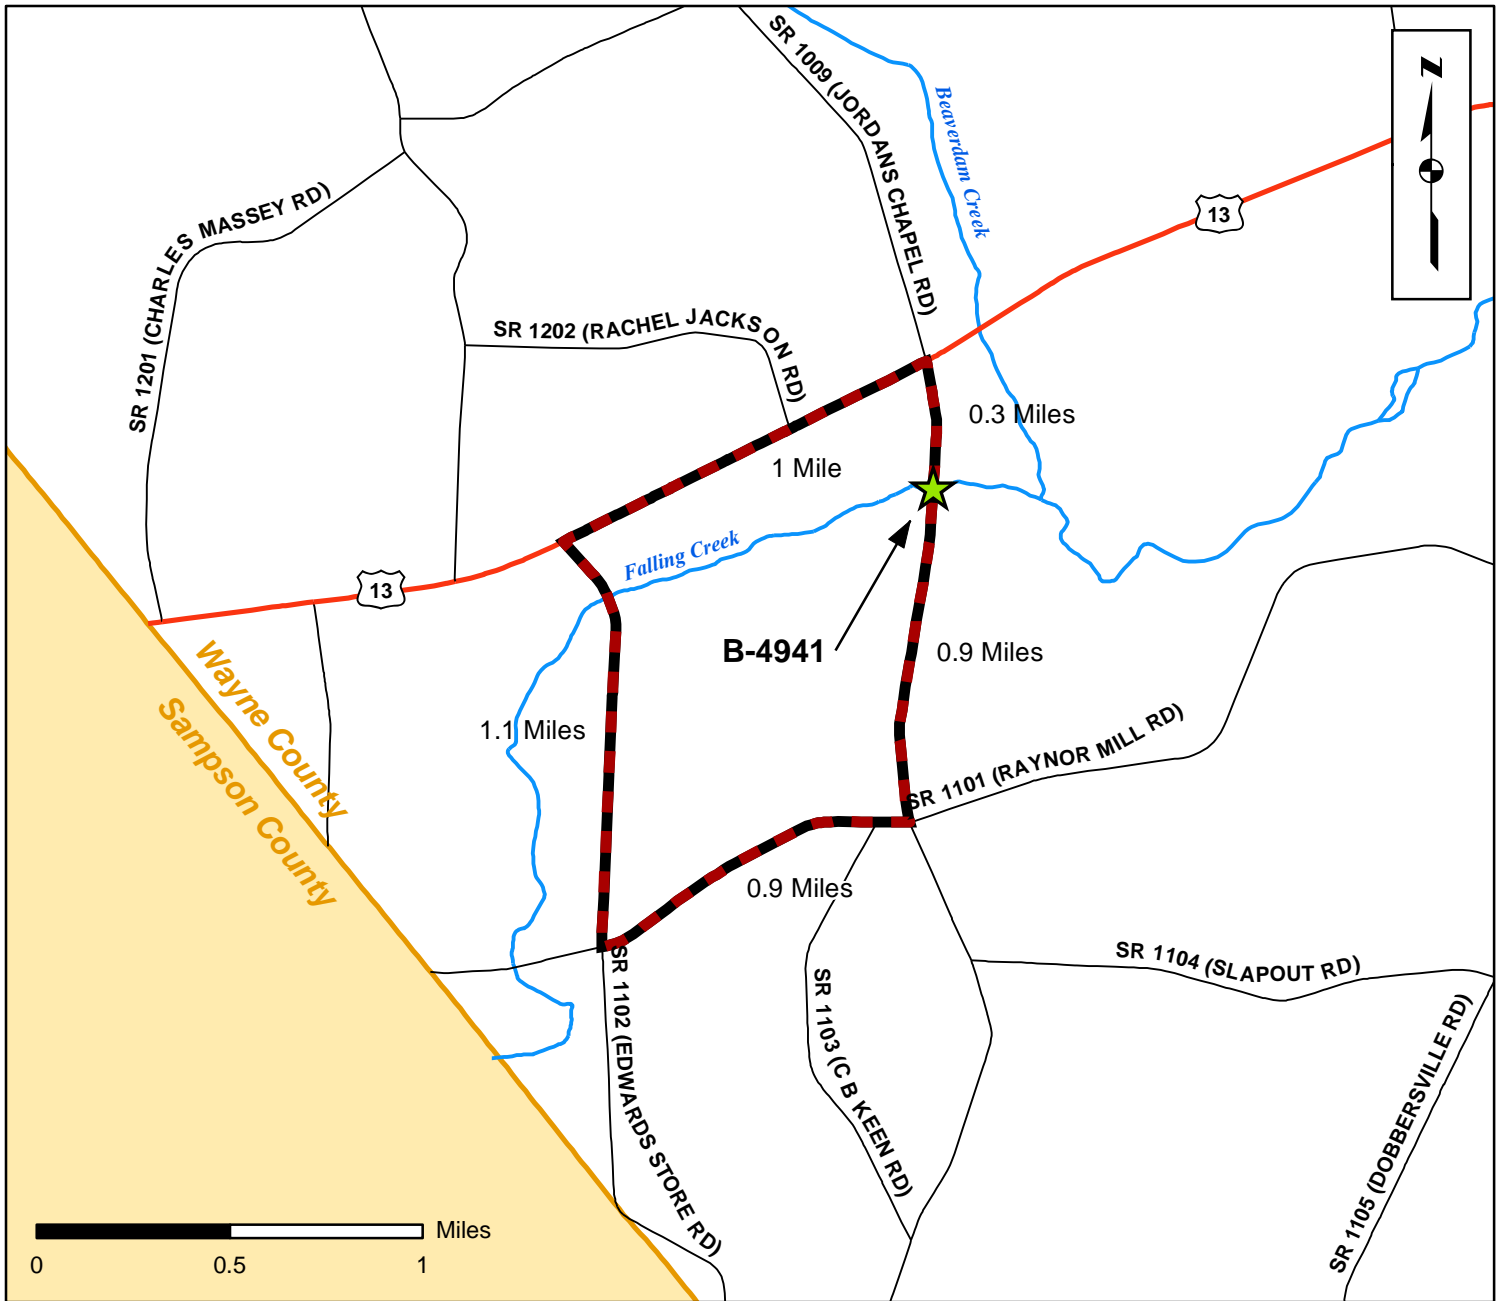 SR 1009 (JORDANS CHAPEL RD)
Beaverdam Creek
N
13
SR 1201 (CHARLES MASSEY RD)
SR 1202 (RACHEL JACKSON RD)
0.3 Miles
1 Mile
Falling Creek
13
B-4941
0.9 Miles
Wayne County
Sampson County
1.1 Miles
SR 1101 (RAYNOR MILL RD)
0.9 Miles
SR 1104 (SLAPOUT RD)
SR 1102 (EDWARDS STORE RD)
SR 1103 (C B KEEN RD)
SR 1105 (DOBBERSVILLE RD)
Miles
0 0.5 1